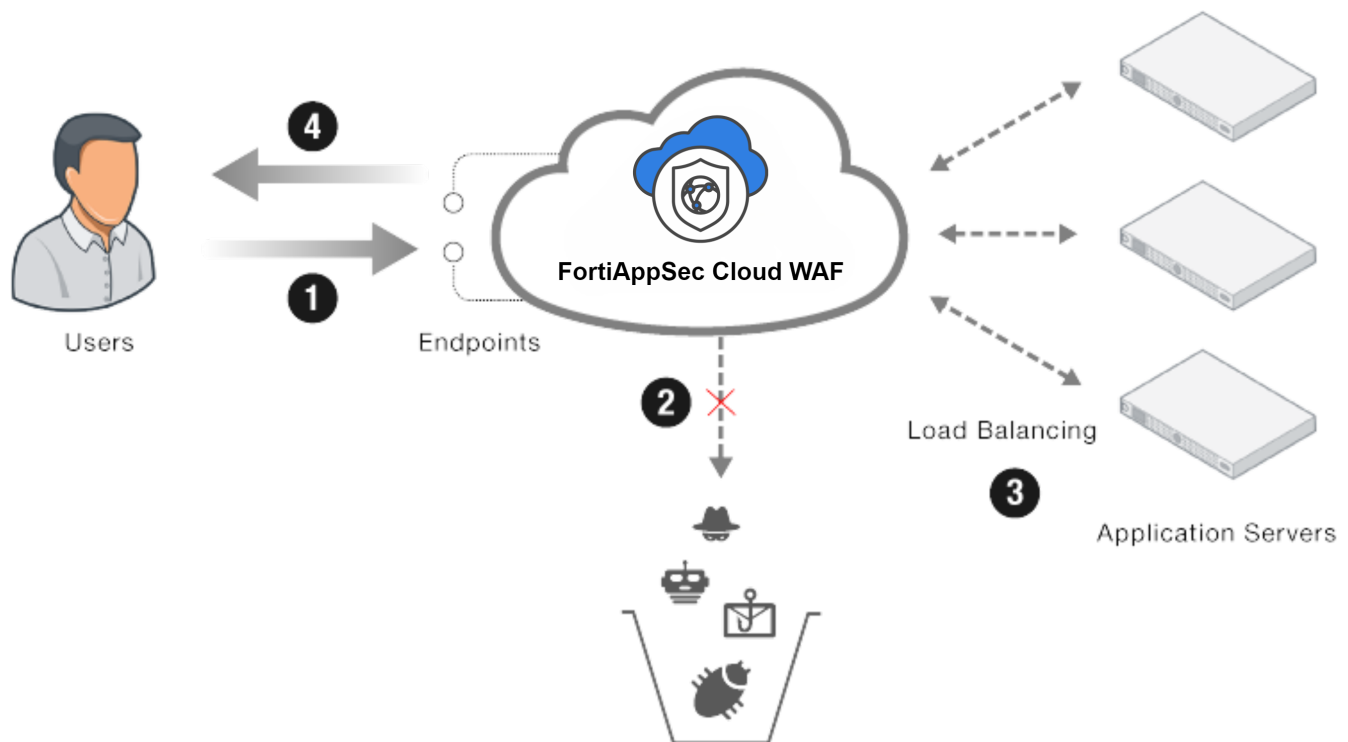 4
1
Users
Endpoints
FortiAppSec Cloud WAF
2
Load Balancing
3
Application Servers